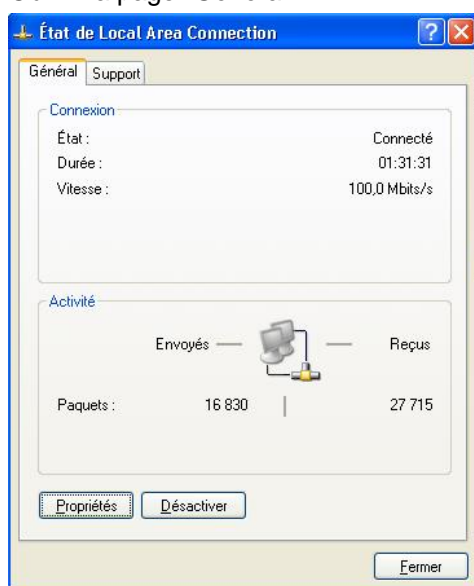 État de Local Area Connection
Général Support
Connexion
État : Connecté
Durée : 01:31:31
Vitesse : 100,0 Mbits/s
Activité
Envoyés Reçus
Paquets : 16 830 27 715
Propriétés Désactiver
Fermer